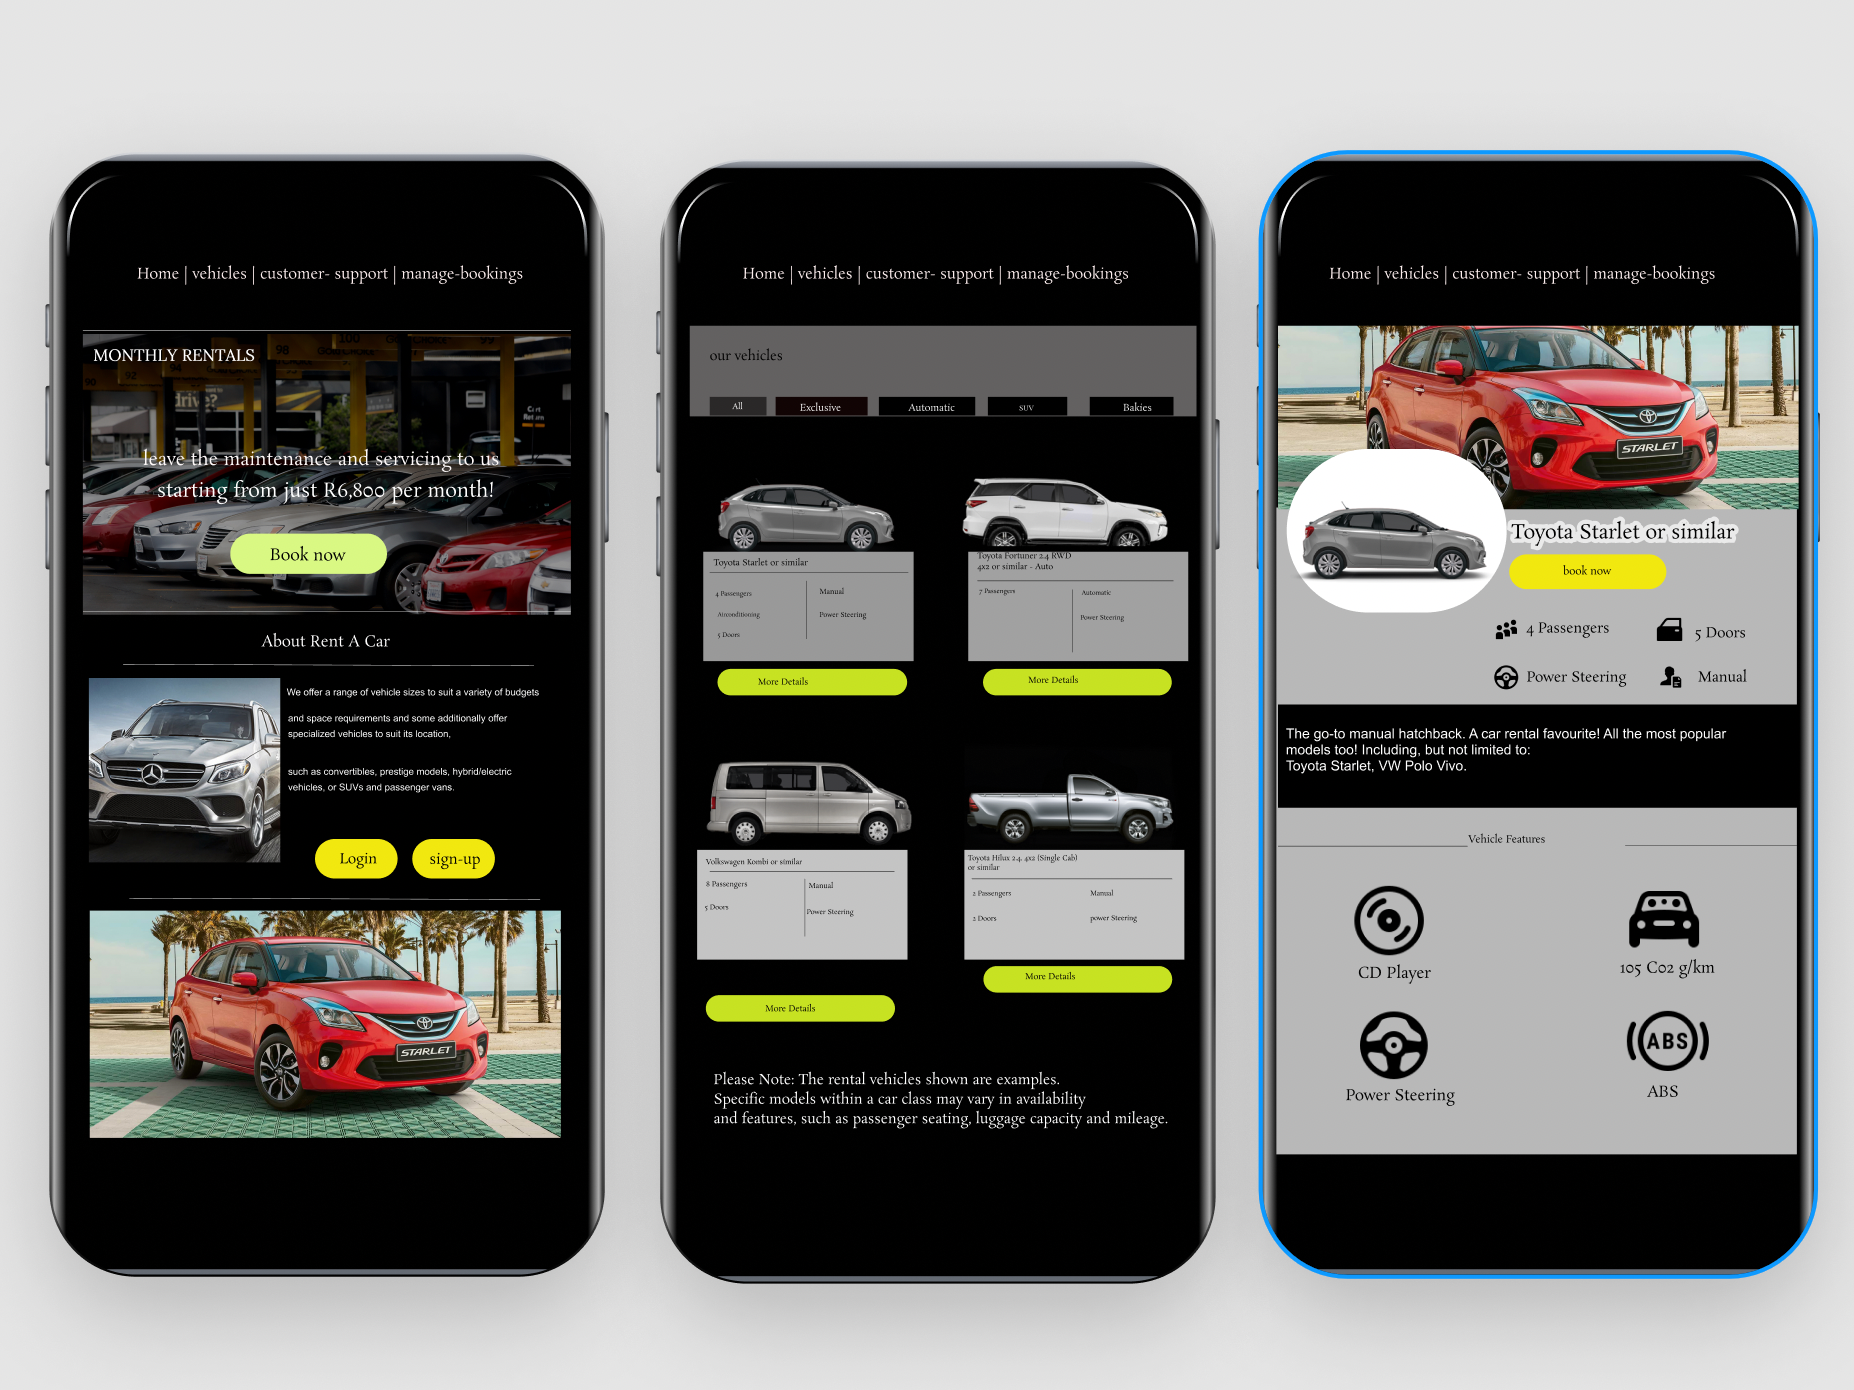 Home | vehicles | customer- support | manage-bookings
98
100
99
90
92
94
96
MONTHLY RENTALS
drive?
leave the maintenance and servicing to us
starting from just R6,800 per month!
Book now
About Rent A Car
We offer a range of vehicle sizes to suit a variety of budgets
and space requirements and some additionally offer
specialized vehicles to suit its location,
such as convertibles, prestige models, hybrid/electric
vehicles, or SUVs and passenger vans.
Login
sign-up
STARLET
Home | vehicles | customer- support | manage-bookings
our vehicles
All
Exclusive
Automatic
SUV
Bakies
Toyota Starlet or similar
4 Passengers
Manual
Airconditioning
Power Steering
5 Doors
More Details
Toyota Fortuner 2.4 RWD
4x2 or similar - Auto
7 Passengers
Automatic
Power Steering
More Details
Volkswagen Kombi or similar
8 Passengers
Manual
5 Doors
Power Steering
More Details
Toyota Hilux 2.4, 4x2 (Single Cab)
or similar
2 Passengers
Manual
2 Doors
power Steering
More Details
Please Note: The rental vehicles shown are examples.
Specific models within a car class may vary in availability
and features, such as passenger seating, luggage capacity and mileage.
Home | vehicles | customer- support | manage-bookings
STARLET
Toyota Starlet or similar
book now
4 Passengers
5 Doors
Power Steering
Manual
The go-to manual hatchback. A car rental favourite! All the most popular
models too! Including, but not limited to:
Toyota Starlet, VW Polo Vivo.
Vehicle Features
CD Player
105 C02 g/km
Power Steering
ABS
ABS